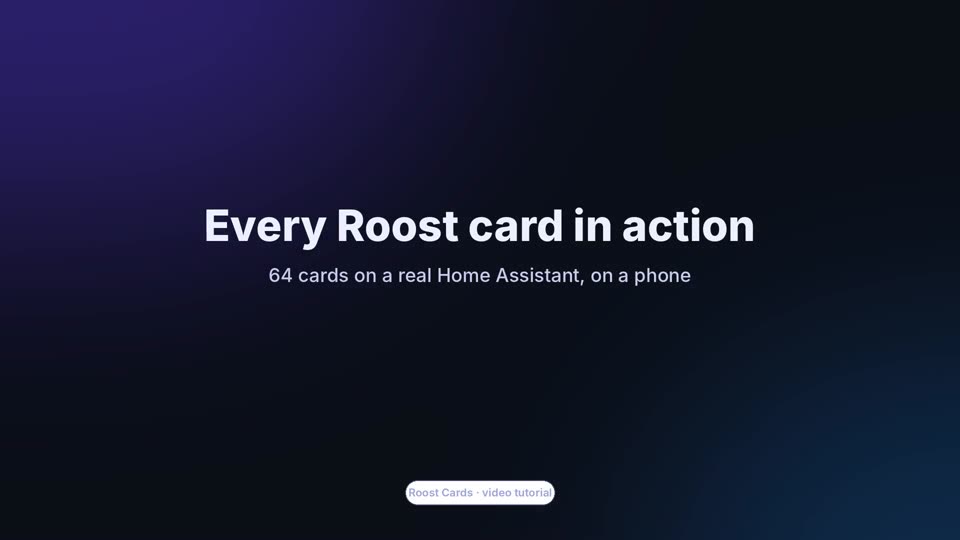 Every Roost card in action
64 cards on a real Home Assistant, on a phone
Roost Cards · video tutorial